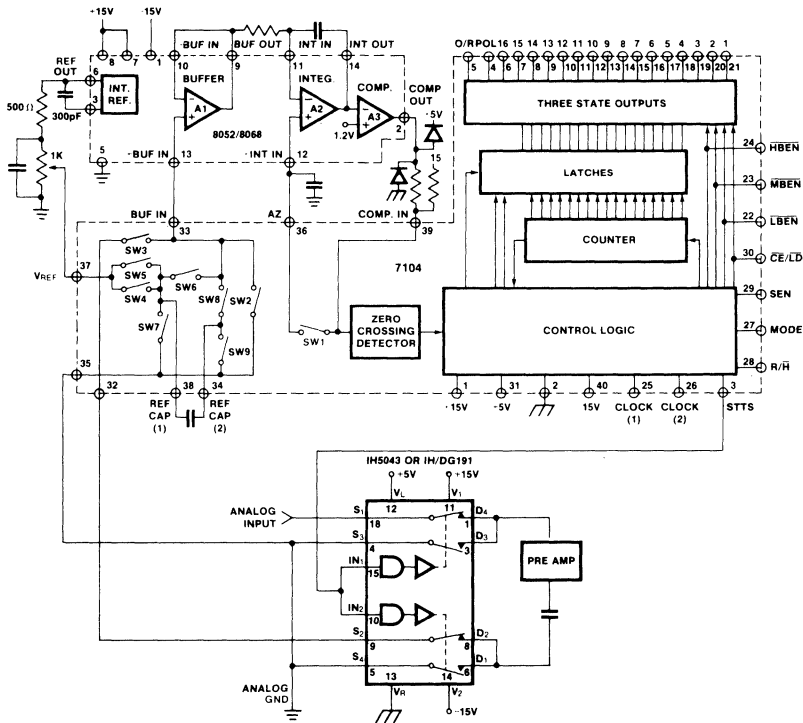 +15V -15V
8 7 1
-BUF IN BUF OUT INT IN INT OUT
10 9 11 14
REF OUT
6
3
INT. REF.
300pF
500Ω
1K
BUFFER
A1
INTEG.
A2
COMP.
A3
COMP OUT
2
1.2V
8052/8068
-5V
15
5
-BUF IN
13
-INT IN
12
O/R POL 16 15 14 13 12 11 10 9 8 7 6 5 4 3 2 1
5 4 6 7 8 9 10 11 12 13 14 15 16 17 18 19 20 21
THREE STATE OUTPUTS
LATCHES
COUNTER
24 HBEN
23 MBEN
22 LBEN
30 CE/LD
29 SEN
27 MODE
28 R/H
BUF IN
33
AZ
36
COMP. IN
39
7104
37
VREF
SW3
SW5
SW4
SW6
SW7
SW8
SW2
SW9
SW1
ZERO CROSSING DETECTOR
CONTROL LOGIC
35
32
38
34
REF CAP (1)
REF CAP (2)
1 31 2 40 25 26 3
-15V -5V 15V CLOCK (1) CLOCK (2) STTS
IH5043 OR IH/DG191
+5V +15V
VL V1
12 11
ANALOG INPUT
S1
18
S3
4
IN1
15
IN2
10
S2
9
S4
5
D4
1
D3
3
D2
8
D1
6
13 14
VR V2
-15V
PRE AMP
ANALOG GND